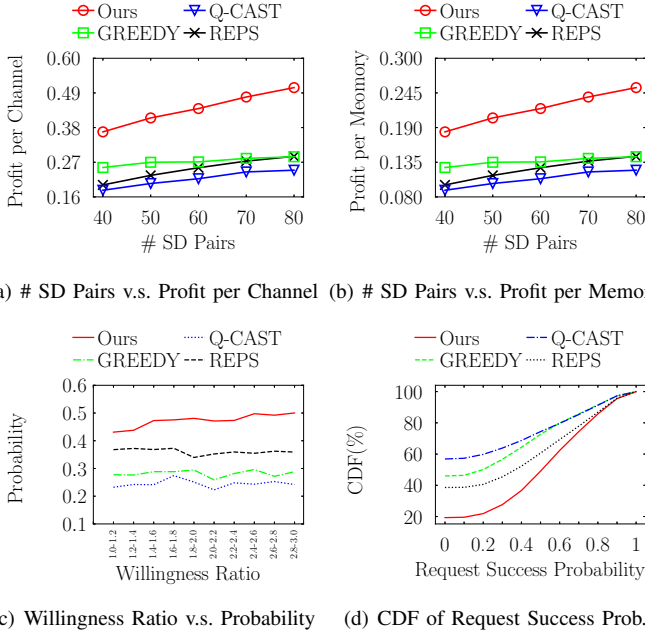 Ours Q-CAST
GREEDY REPS
Profit per Channel
0.60
0.49
0.38
0.27
0.16
40 50 60 70 80
# SD Pairs
Ours Q-CAST
GREEDY REPS
Profit per Meomory
0.300
0.245
0.190
0.135
0.080
40 50 60 70 80
# SD Pairs
a) # SD Pairs v.s. Profit per Channel (b) # SD Pairs v.s. Profit per Memor
Ours Q-CAST
GREEDY REPS
Probability
0.6
0.5
0.4
0.3
0.2
0.1
1.0-1.2 1.2-1.4 1.4-1.6 1.6-1.8 1.8-2.0 2.0-2.2 2.2-2.4 2.4-2.6 2.6-2.8 2.8-3.0
Willingness Ratio
Ours Q-CAST
GREEDY REPS
CDF(%)
100
80
60
40
20
0 0.2 0.4 0.6 0.8 1
Request Success Probability
c) Willingness Ratio v.s. Probability (d) CDF of Request Success Prob.